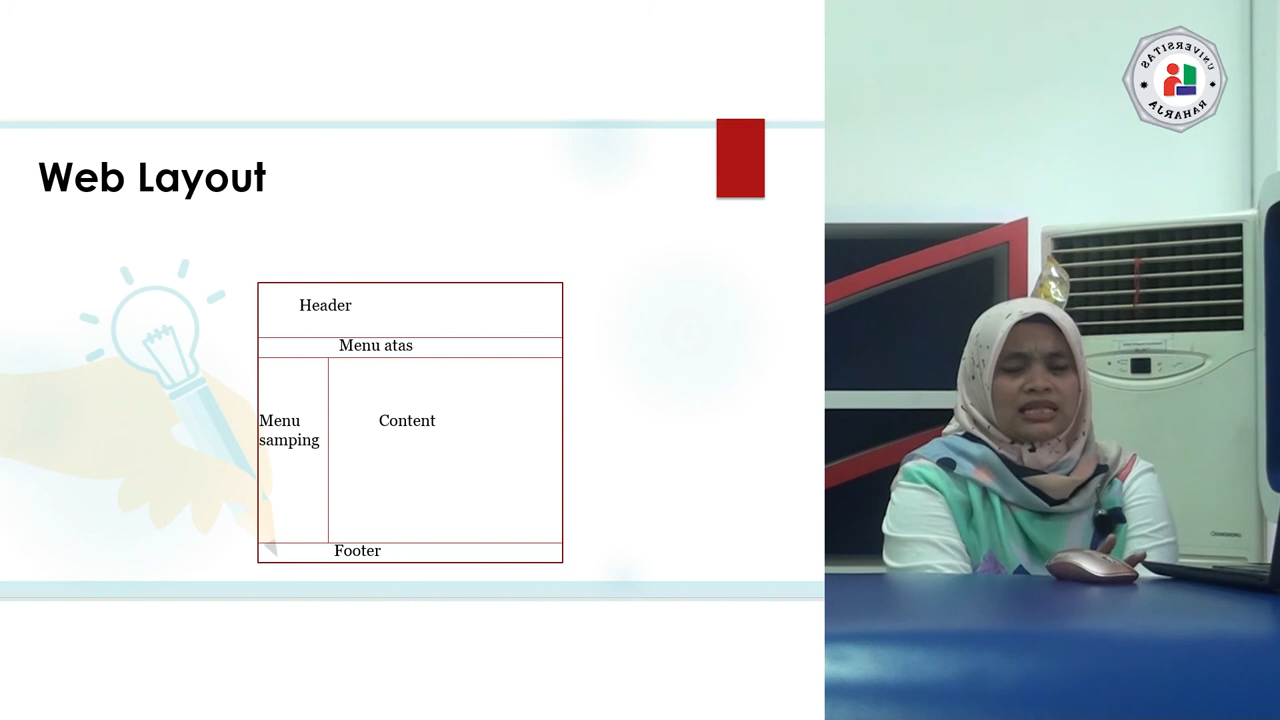 Web Layout
Header
Menu atas
Menu
samping
Content
Footer
UNIVERSITAS
RAHARJA